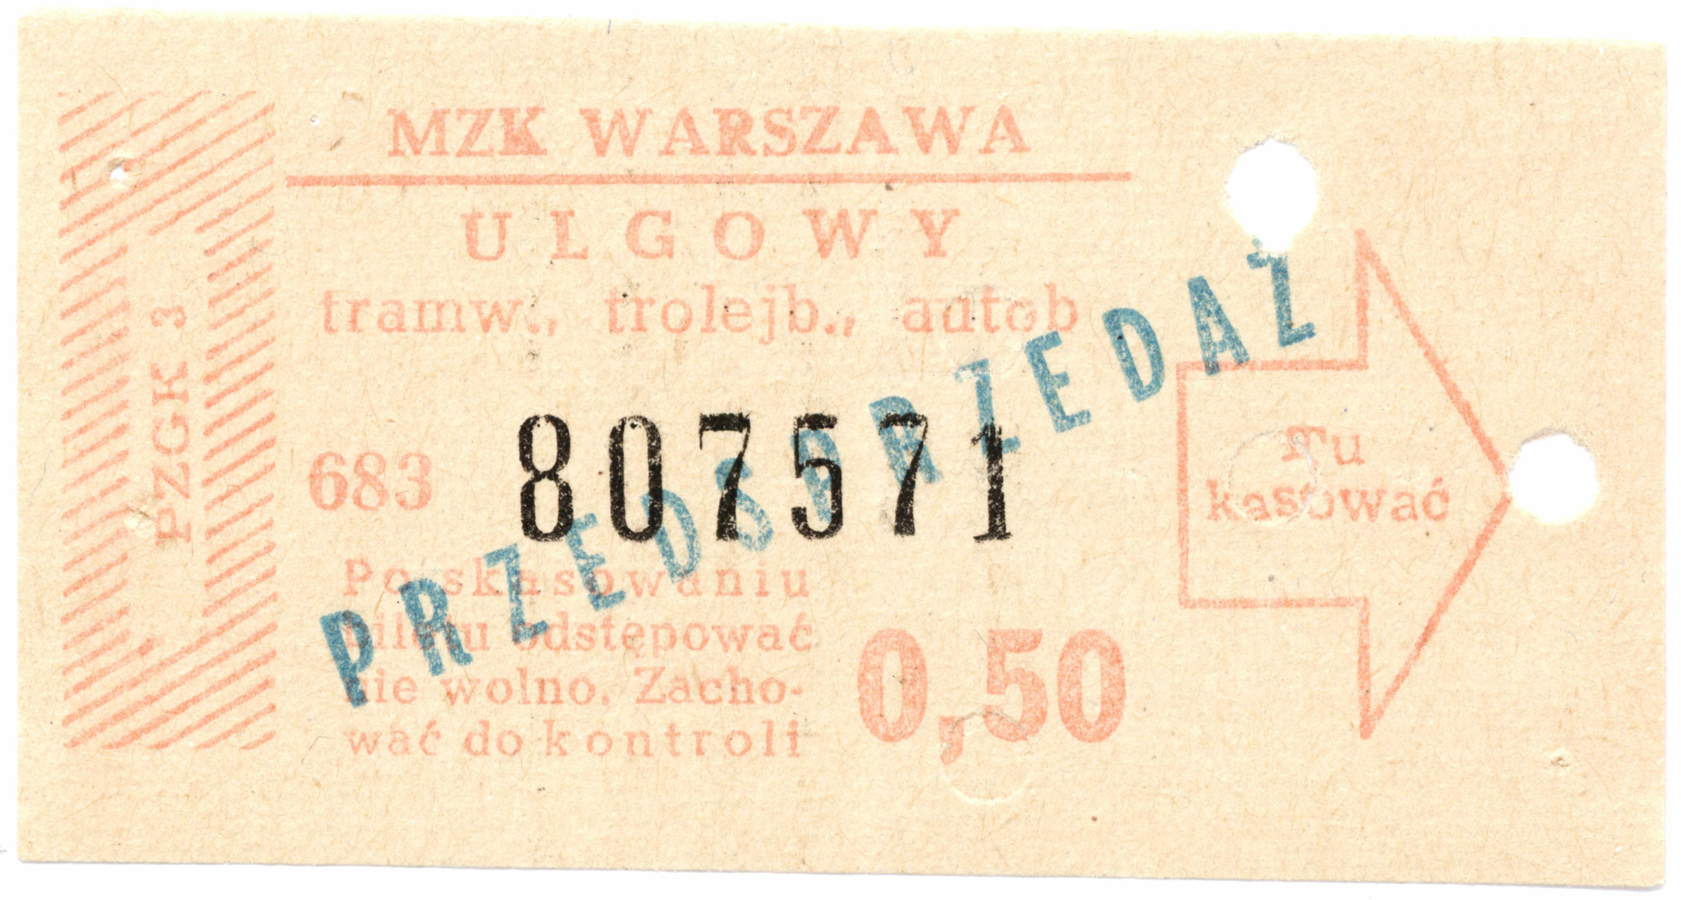 MZK WARSZAWA
ULGOWY
tramw., trolejb., autob
PZGK 3
683 807571
PRZEDSPRZEDAŻ
Tu
kasować
Po skasowaniu
biletu odstępować
nie wolno. Zacho-
wać do kontroli
0,50